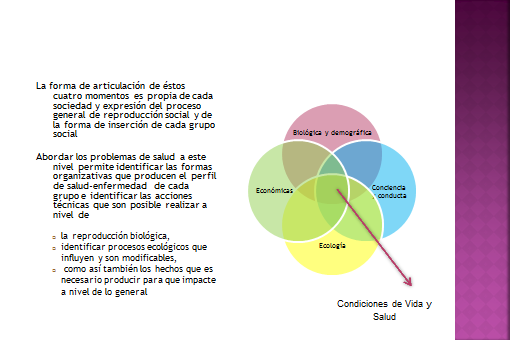 La forma de articulación de éstos
cuatro momentos es propia de cada
sociedad y expresión del proceso
general de reproducción social y de
la forma de inserción de cada grupo
social
Abordar los problemas de salud a este
nivel permite identificar las formas
organizativas que producen el perfil
de salud-enfermedad de cada
grupo e identificar las acciones
técnicas que son posible realizar a
nivel de
la reproducción biológica,
identificar procesos ecológicos que
influyen y son modificables,
como así también los hechos que es
necesario producir para que impacte
a nivel de lo general
Biológica y demográfica
Económicas
Conciencia
conducta
Ecología
Condiciones de Vida y
Salud